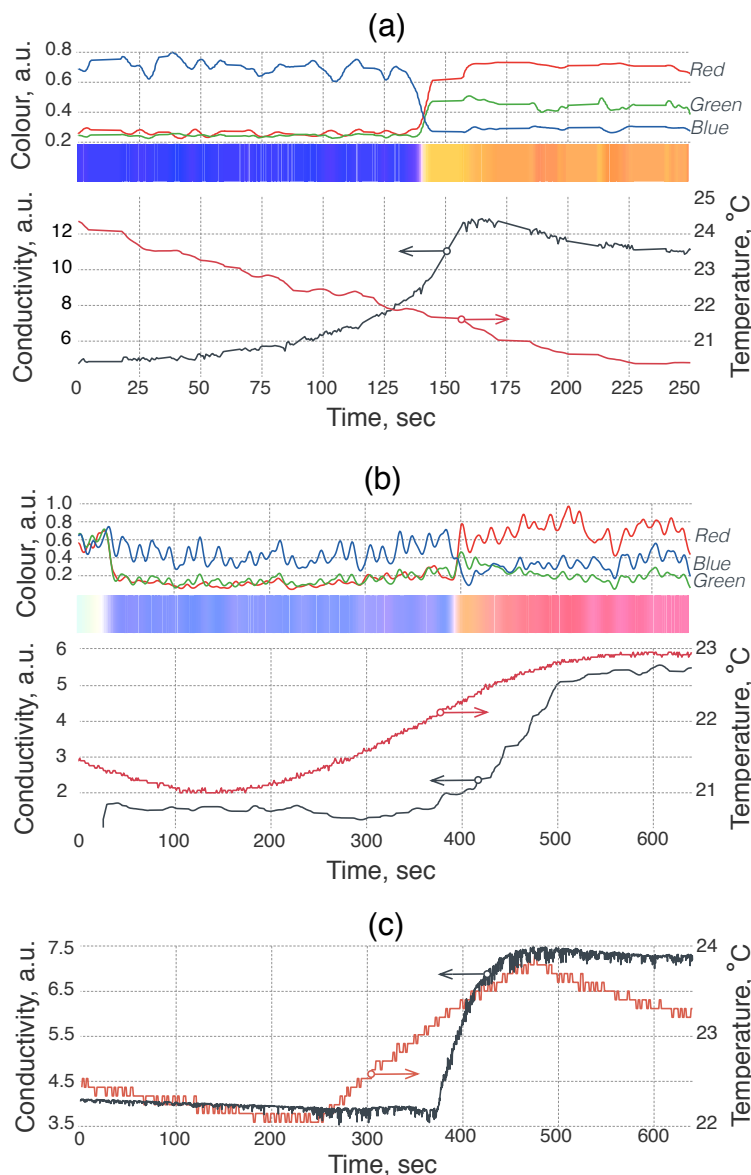 (a)
Colour, a.u.
0.8
0.6
0.4
0.2
Red
Green
Blue
Conductivity, a.u.
12
10
8
6
25
24
23
22
21
Temperature, °C
0 25 50 75 100 125 150 175 200 225 250
Time, sec
(b)
Colour, a.u.
1.0
0.8
0.6
0.4
0.2
Red
Blue
Green
Conductivity, a.u.
6
5
4
3
2
23
22
21
Temperature, °C
0 100 200 300 400 500 600
Time, sec
(c)
Conductivity, a.u.
7.5
6.5
5.5
4.5
3.5
24
23
22
Temperature, °C
0 100 200 300 400 500 600
Time, sec